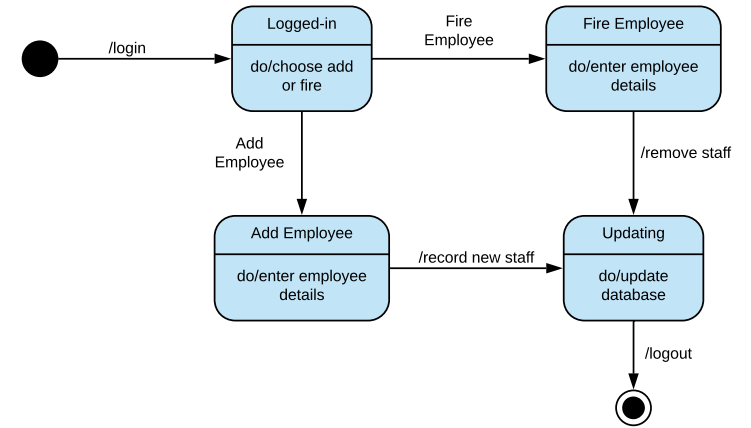 /login
Logged-in
do/choose add
or fire
Fire
Employee
Fire Employee
do/enter employee
details
Add
Employee
/remove staff
Add Employee
do/enter employee
details
/record new staff
Updating
do/update
database
/logout